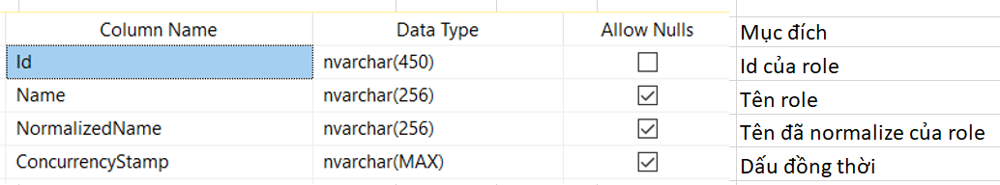 Column Name Data Type Allow Nulls Mục đích
Id nvarchar(450) Id của role
Name nvarchar(256) Tên role
NormalizedName nvarchar(256) Tên đã normalize của role
ConcurrencyStamp nvarchar(MAX) Dấu đồng thời